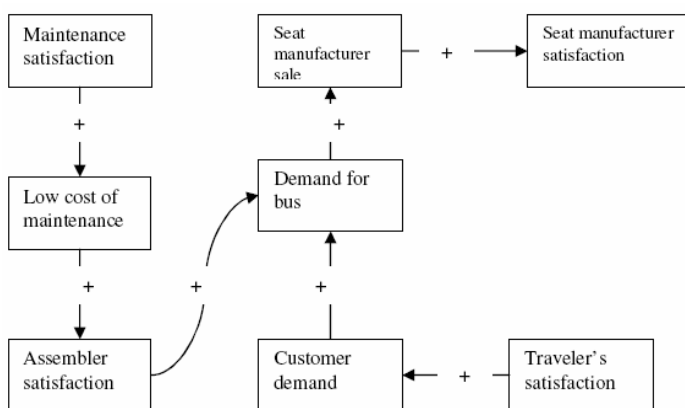 Maintenance
satisfaction
Seat
manufacturer
sale
+
Seat manufacturer
satisfaction
+
+
Low cost of
maintenance
Demand for
bus
+
+
+
Assembler
satisfaction
Customer
demand
+
Traveler's
satisfaction